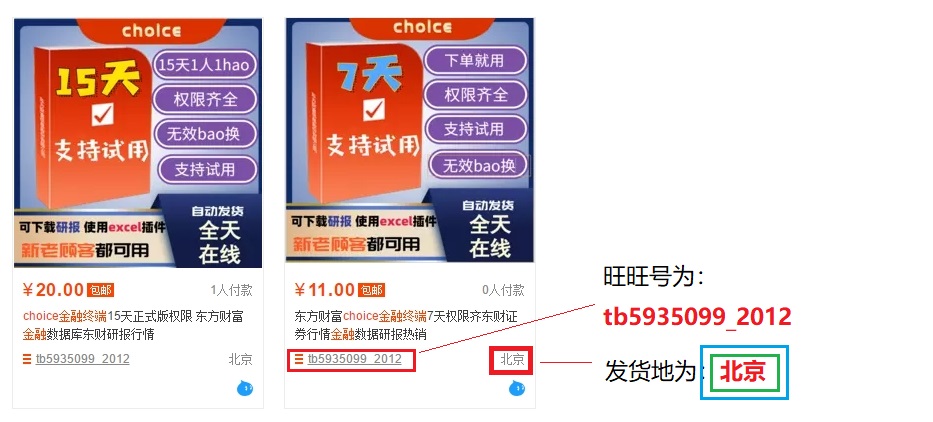 choice
15天
支持试用
15天1人1hao
权限齐全
无效bao换
支持试用
自动发货
全天
在线
可下载研报 使用excel插件
新老顾客都可用
¥20.00 包邮 1人付款
choice金融终端15天正式版权限 东方财富
金融数据库东财研报行情
tb5935099_2012 北京
choice
7天
支持试用
下单就用
权限齐全
支持试用
无效bao换
自动发货
全天
在线
可下载研报 使用excel插件
新老顾客都可用
¥11.00 包邮 0人付款
东方财富choice金融终端7天权限齐东财证
券行情金融数据研报热销
tb5935099_2012 北京
旺旺号为：
tb5935099_2012
发货地为：北京